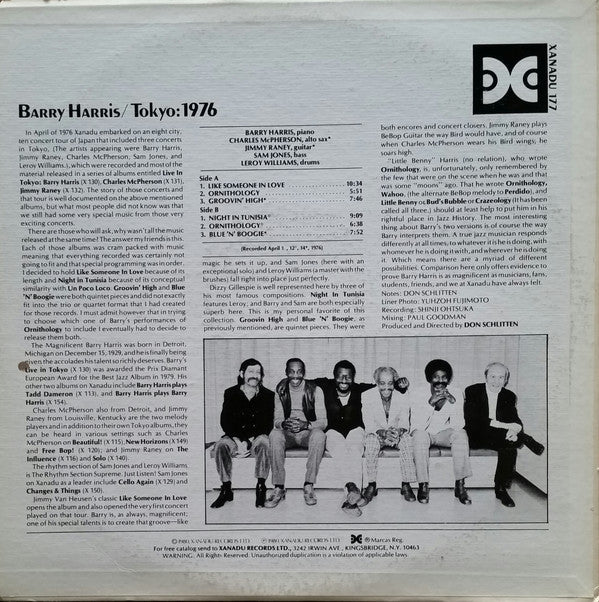 XANADU 177
BARRY HARRIS/TOKYO:1976
In April of 1976 Xanadu embarked on an eight city,
ten concert tour of Japan that included three concerts
in Tokyo, (The artists appearing were Barry Harris,
Jimmy Raney, Charles McPherson, Sam Jones, and
Leroy Williams.), which were recorded and most of the
material released in a series of albums entitled Live In
Tokyo: Barry Harris (X 130), Charles McPherson (X 131),
Jimmy Raney (X 132). The story of those concerts and
that tour is well documented on the above mentioned
albums, but what most people did not know was that
we still had some very special music from those very
exciting concerts.
There are those who will ask, why wasn't all the music
released at the same time? The answer my friends is this.
Each of those albums was cram packed with music
meaning that everything recorded was certainly not
going to fit and that special programming was in order.
I decided to hold Like Someone In Love because of its
length and Night in Tunisia because of its conceptual
similarity with Un Poco Loco. Groovin' High and Blue
'N' Boogie were both quintet pieces and did not exactly
fit into the trio or quartet format that I had created
for those records. I must admit however that in trying
to choose which one of Barry's performances of
Ornithology to include I eventually had to decide to
release them both.
The Magnificent Barry Harris was born in Detroit,
Michigan on December 15, 1929, and he is finally being
given the accolades his talent so richly deserves. Barry's
Live in Tokyo (X 130) was awarded the Prix Diamant
European Award for the Best Jazz Album in 1979. His
other two albums on Xanadu include Barry Harris plays
Tadd Dameron (X 113), and Barry Harris plays Barry
Harris (X 154).
Charles McPherson also from Detroit, and Jimmy
Raney from Louisville, Kentucky are the two melody
players and in addition to their own Tokyo albums, they
can be heard in various settings such as Charles
McPherson on Beautiful! (X 115), New Horizons (X 149)
and Free Bop! (X 120); and Jimmy Raney on The
Influence (X 116) and Solo (X 140).
The rhythm section of Sam Jones and Leroy Williams
is The Rhythm Section Supreme. Just Listen! Sam Jones
on Xanadu as a leader include Cello Again (X 129) and
Changes & Things (X 150).
Jimmy Van Heusen's classic Like Someone In Love
opens the album and also opened the very first concert
played on that tour. Barry is, as always, magnificent;
one of his special talents is to create that groove—like
BARRY HARRIS, piano
CHARLES McPHERSON, alto sax*
JIMMY RANEY, guitar*
SAM JONES, bass
LEROY WILLIAMS, drums
Side A
1. LIKE SOMEONE IN LOVE 10:34
2. ORNITHOLOGY 5:51
3. GROOVIN' HIGH* 7:46
Side B
1. NIGHT IN TUNISIA 9:09
2. ORNITHOLOGY 6:38
3. BLUE 'N' BOOGIE* 7:52
magic he sets it up, and Sam Jones (here with an
exceptional solo) and Leroy Williams (a master with the
brushes) fall right into place just perfectly.
Dizzy Gillespie is well represented here by three of
his most famous compositions. Night In Tunisia
features Leroy; and Barry and Sam are both especially
superb here. This is my personal favorite of this
collection. Groovin High and Blue 'N' Boogie, as
previously mentioned, are quintet pieces. They were
both encores and concert closers. Jimmy Raney plays
BeBop Guitar the way Bird would have, and of course
when Charles McPherson wears his Bird wings; he
soars high.
"Little Benny" Harris (no relation), who wrote
Ornithology, is unfortunately, only remembered by
the few that were on the scene when he was and that
was some "moons" ago. That he wrote Ornithology,
Wahoo, (the alternate BeBop melody to Perdido), and
Little Benny or Bud's Bubble or Crazeology (It has been
called all three.) should at least help to put him in his
rightful place in Jazz History. The most interesting
thing about Barry's two versions is of course the way
Barry interprets them. A true jazz musician responds
differently at all times, to whatever it is he is doing, with
whomever he is doing it with, and wherever he is doing
it. Which means there are a myriad of different
possibilities. Comparison here only offers evidence to
prove Barry Harris is as magnificent as musicians, fans,
students, friends, and we at Xanadu have always felt.
Notes: DON SCHLITTEN
Liner Photo: YUHZOH FUJIMOTO
Recording: SHINJI OHTSUKA
Mixing: PAUL GOODMAN
Produced and Directed by DON SCHLITTEN
© 1980 XANADU RECORDS LTD. ℗ 1980 XANADU RECORDS LTD. ® Marcas Reg.
For free catalog send to XANADU RECORDS LTD., 3242 IRWIN AVE., KINGSBRIDGE, N.Y. 10463
WARNING: All Rights Reserved. Unauthorized duplication is a violation of applicable laws.